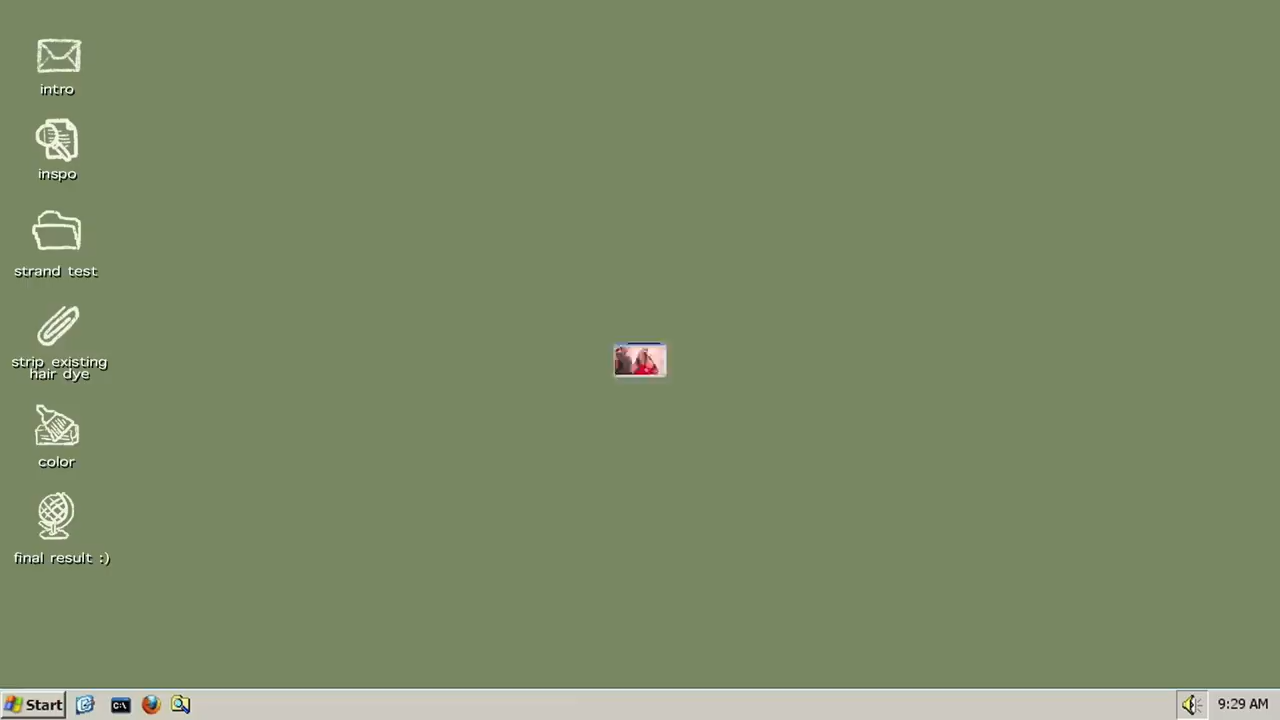 intro
inspo
strand test
strip existing
hair dye
color
final result :)
Start
C:\
9:29 AM